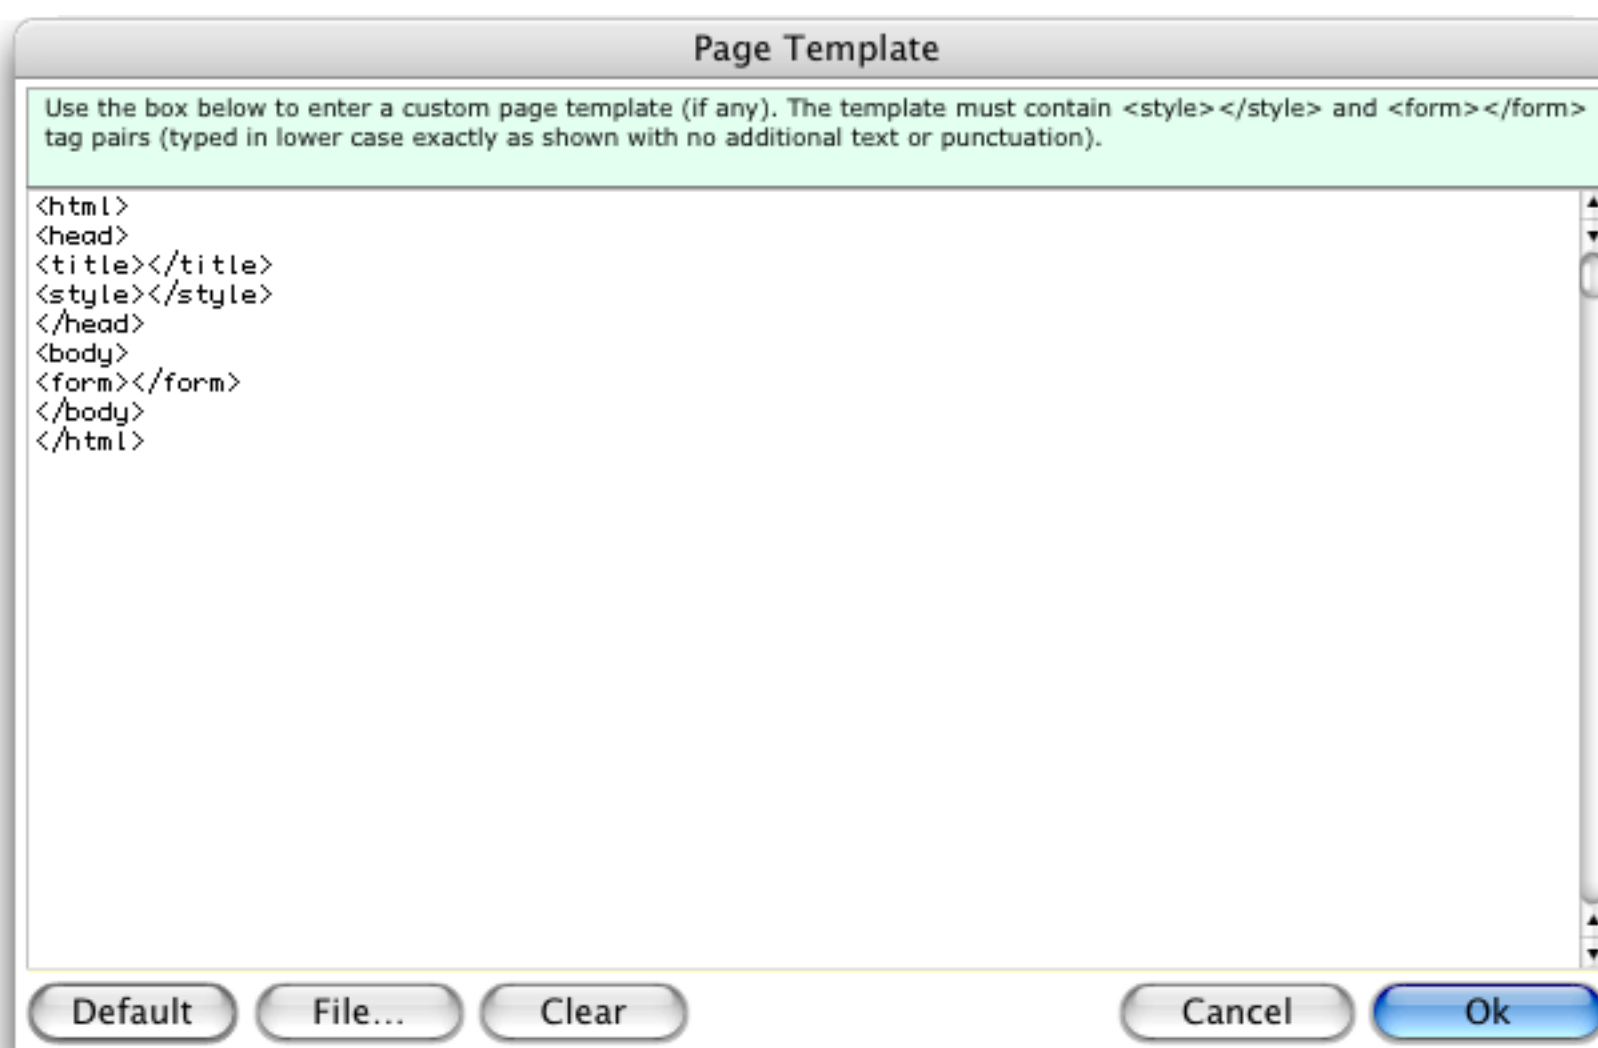 Page Template
Use the box below to enter a custom page template (if any). The template must contain <style></style> and <form></form>
tag pairs (typed in lower case exactly as shown with no additional text or punctuation).
<html>
<head>
<title></title>
<style></style>
</head>
<body>
<form></form>
</body>
</html>
Default File... Clear Cancel Ok